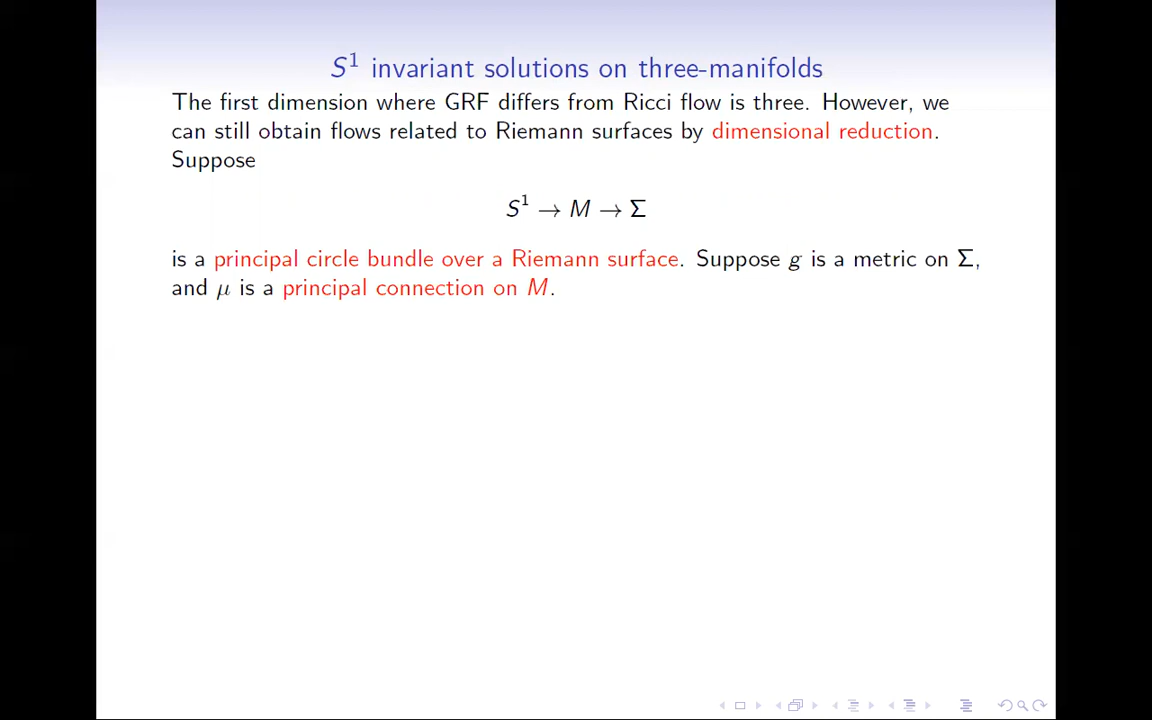 S¹ invariant solutions on three-manifolds
The first dimension where GRF differs from Ricci flow is three. However, we
can still obtain flows related to Riemann surfaces by dimensional reduction.
Suppose
S¹ → M → Σ
is a principal circle bundle over a Riemann surface. Suppose g is a metric on Σ,
and μ is a principal connection on M.